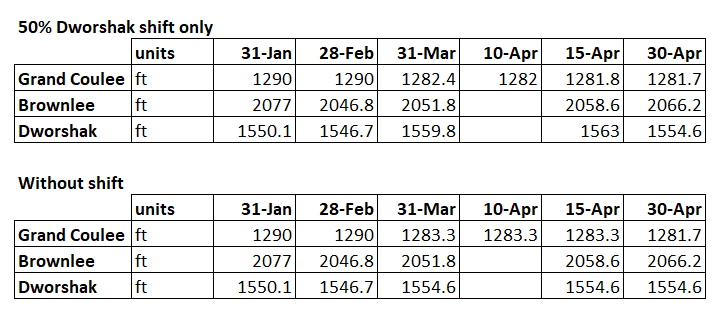 50% Dworshak shift only
units 31-Jan 28-Feb 31-Mar 10-Apr 15-Apr 30-Apr
Grand Coulee ft 1290 1290 1282.4 1282 1281.8 1281.7
Brownlee ft 2077 2046.8 2051.8 2058.6 2066.2
Dworshak ft 1550.1 1546.7 1559.8 1563 1554.6
Without shift
units 31-Jan 28-Feb 31-Mar 10-Apr 15-Apr 30-Apr
Grand Coulee ft 1290 1290 1283.3 1283.3 1283.3 1281.7
Brownlee ft 2077 2046.8 2051.8 2058.6 2066.2
Dworshak ft 1550.1 1546.7 1554.6 1554.6 1554.6